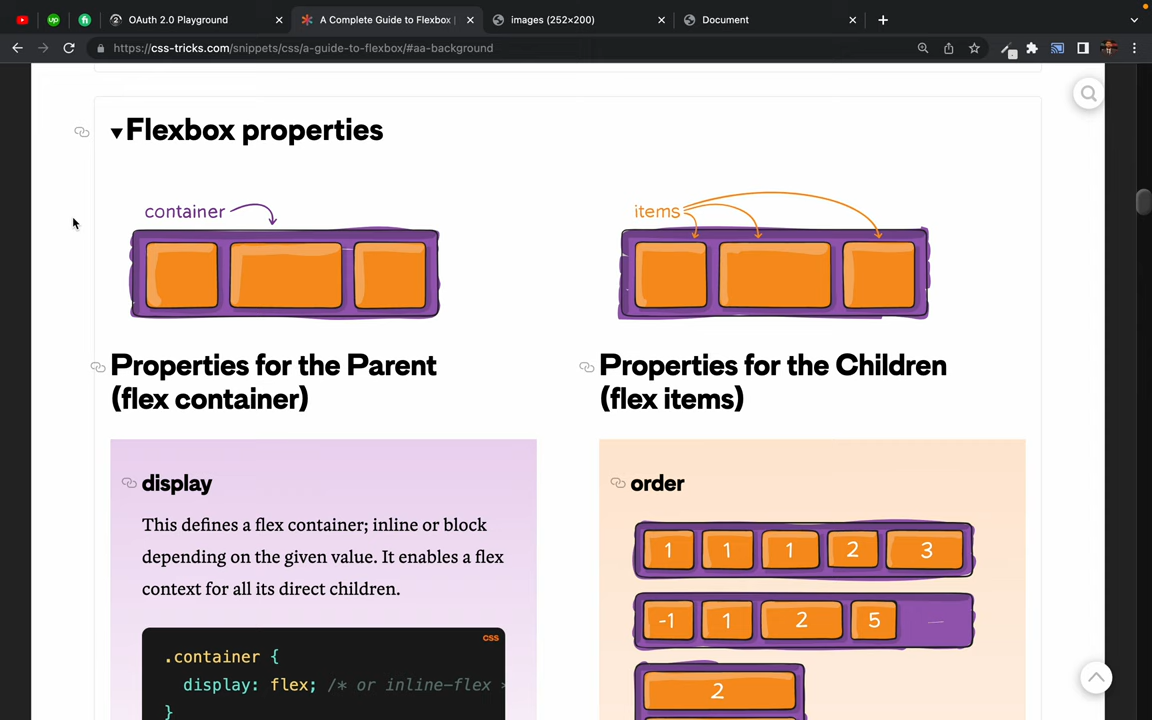 OAuth 2.0 Playground
A Complete Guide to Flexbox |
images (252×200)
Document
https://css-tricks.com/snippets/css/a-guide-to-flexbox/#aa-background
Flexbox properties
container
items
Properties for the Parent
(flex container)
Properties for the Children
(flex items)
display
This defines a flex container; inline or block
depending on the given value. It enables a flex
context for all its direct children.
CSS
.container {
display: flex; /* or inline-flex *
}
order
1 1 1 2 3
-1 1 2 5
2